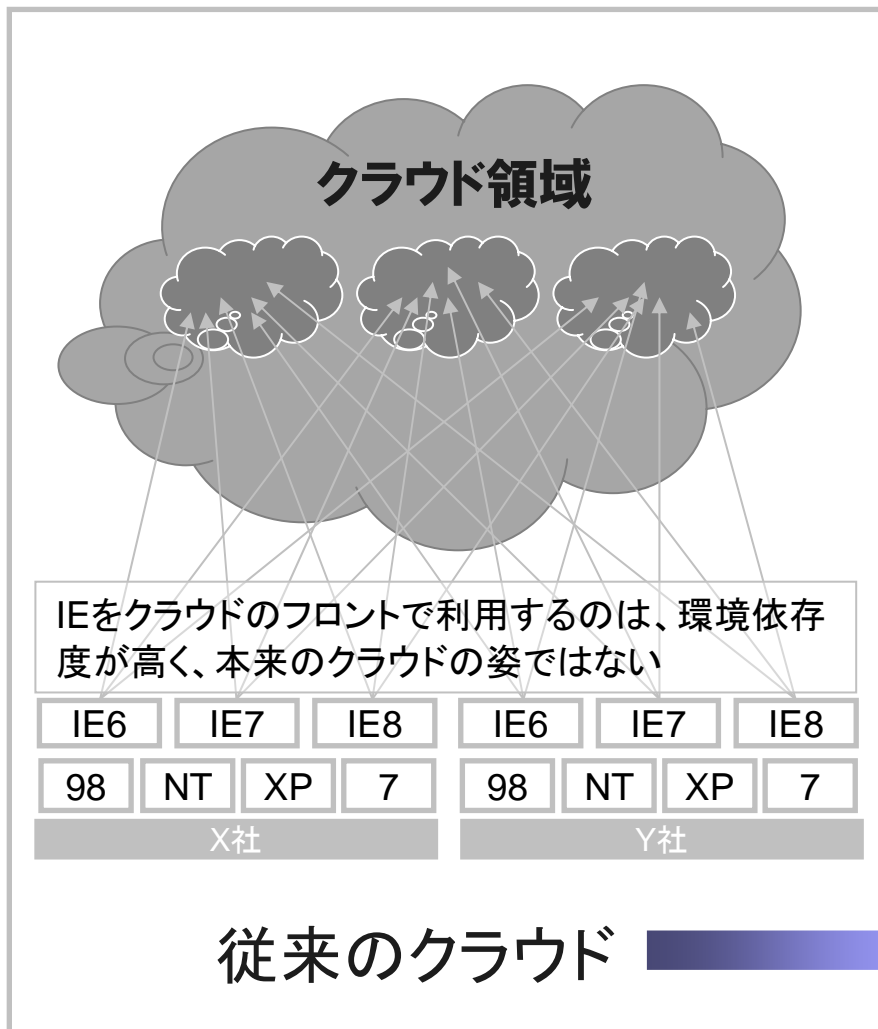 クラウド領域
IEをクラウドのフロントで利用するのは、環境依存
度が高く、本来のクラウドの姿ではない
IE6 IE7 IE8 IE6 IE7 IE8
98 NT XP 7 98 NT XP 7
X社 Y社
従来のクラウド